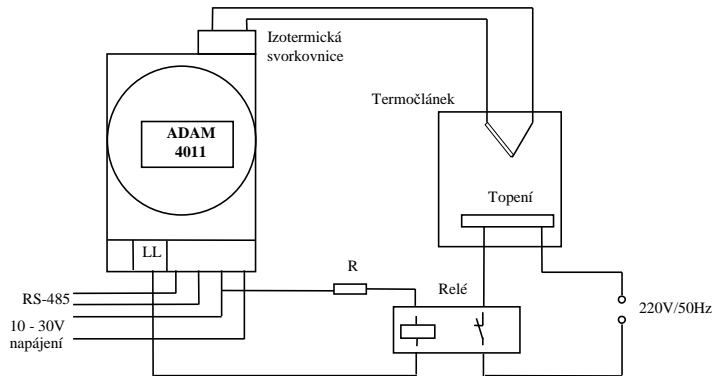 Izotermická
svorkovnice
Termočlánek
ADAM
4011
Topení
LL
R
Relé
RS-485
10 - 30V
napájení
220V/50Hz